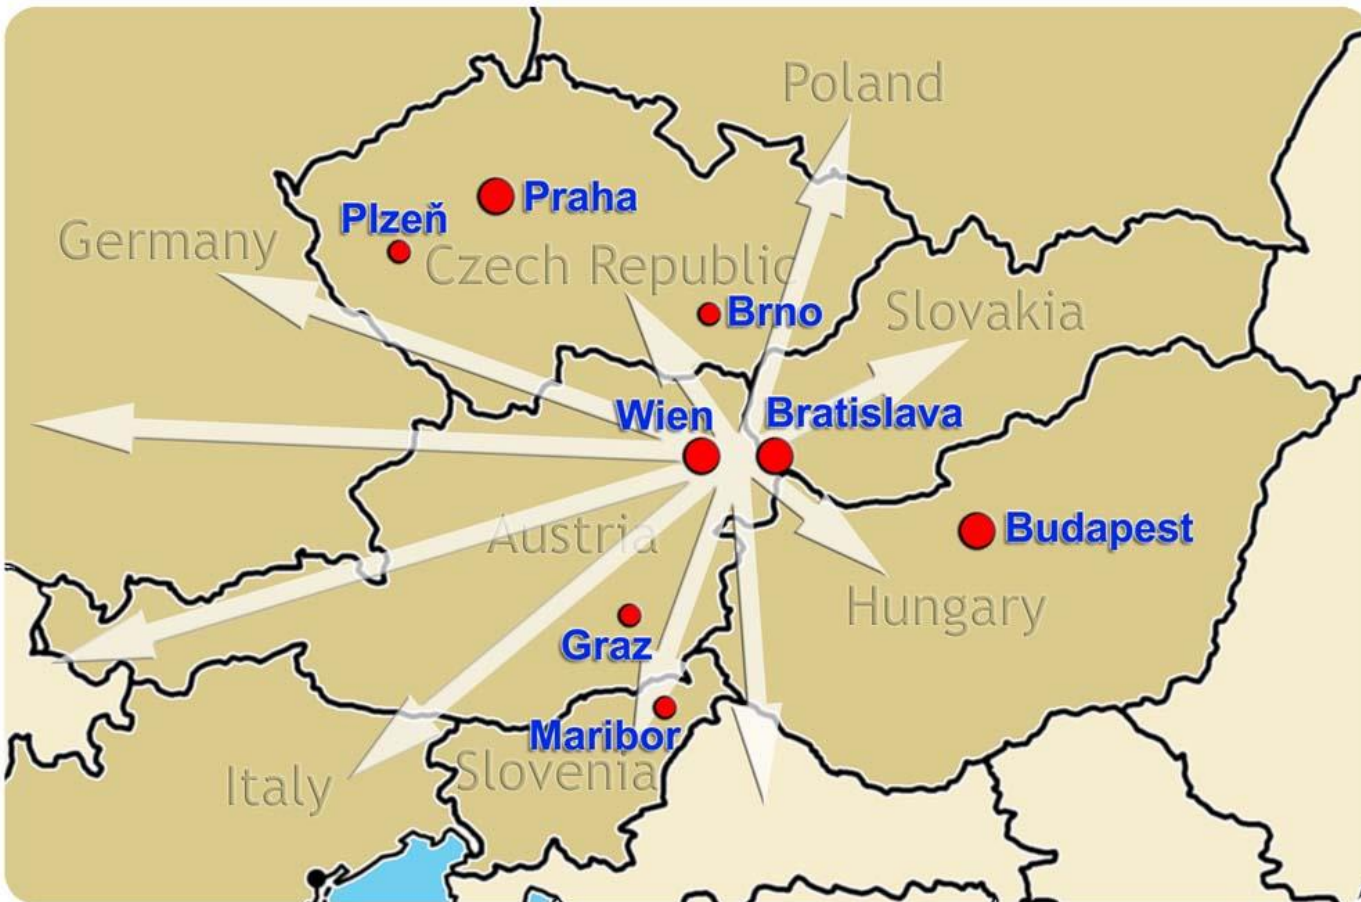 Poland
Praha
Plzeň
Germany
Czech Republic
Brno
Slovakia
Wien
Bratislava
Austria
Budapest
Hungary
Graz
Maribor
Slovenia
Italy